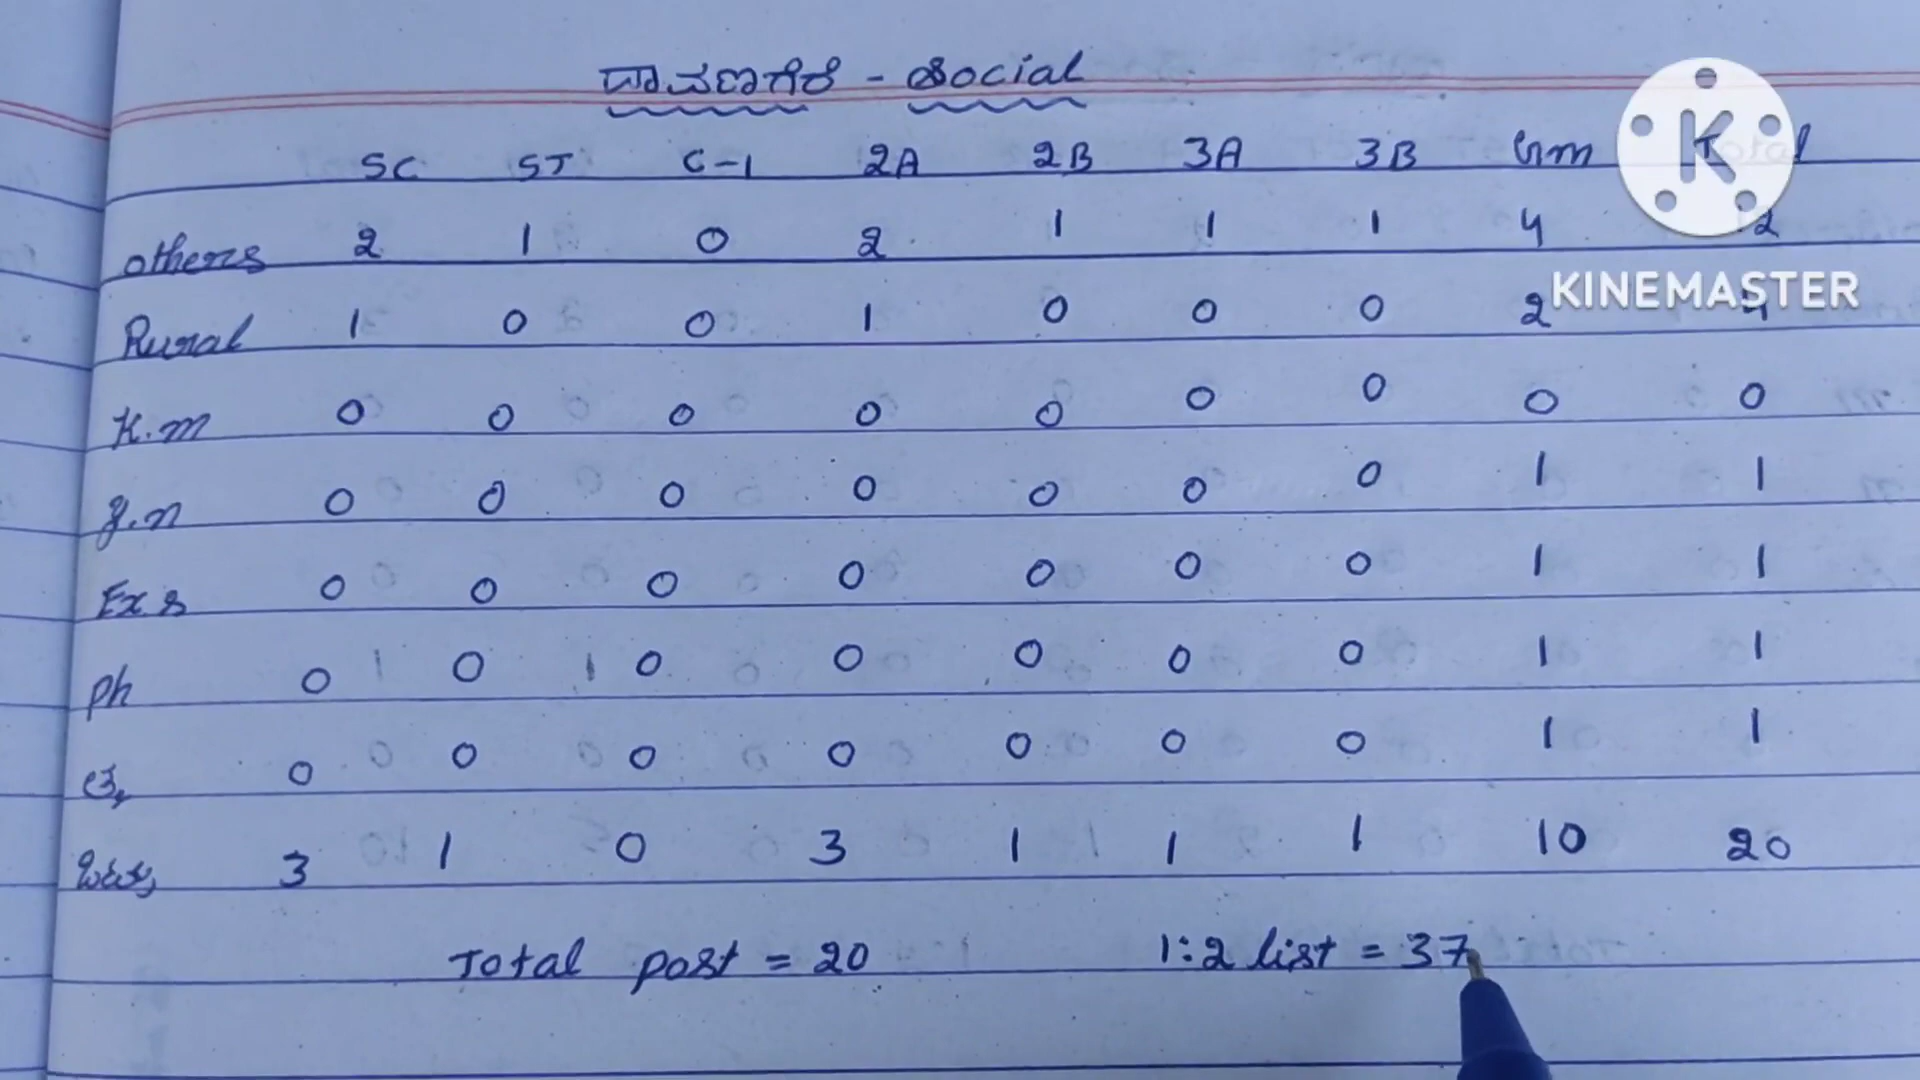 ದಾವಣಗೆರೆ - Social
SC ST C-1 2A 2B 3A 3B Gm
others 2 1 0 2 1 1 1 4 12
KINEMASTER
Rural 1 0 0 1 0 0 0 2 4
K.m 0 0 0 0 0 0 0 0 0
0 0 0 0 0 0 0 1 1
Exs 0 0 0 0 0 0 0 1 1
ph 0 0 0 0 0 0 0 1 1
0 0 0 0 0 0 0 1 1
ಒಟ್ಟು 3 1 0 3 1 1 1 10 20
Total post = 20 1:2 list = 37